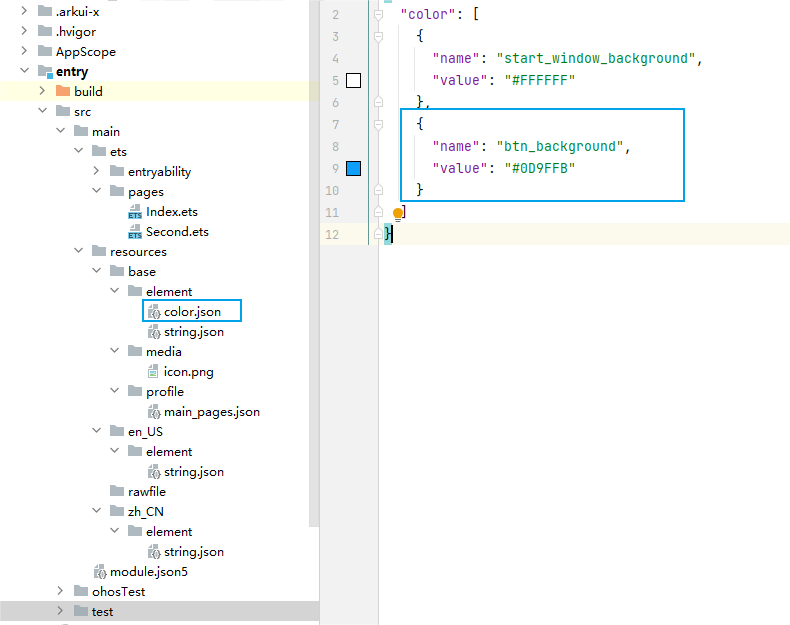 .arkui-x
.hvigor
AppScope
entry
build
src
main
ets
entryability
pages
ETS Index.ets
ETS Second.ets
resources
base
element
color.json
string.json
media
icon.png
profile
main_pages.json
en_US
element
string.json
rawfile
zh_CN
element
string.json
module.json5
ohosTest
test
2 "color": [
3 {
4 "name": "start_window_background",
5 "value": "#FFFFFF"
6 },
7 {
8 "name": "btn_background",
9 "value": "#0D9FFB"
10 }
11 ]
12 }